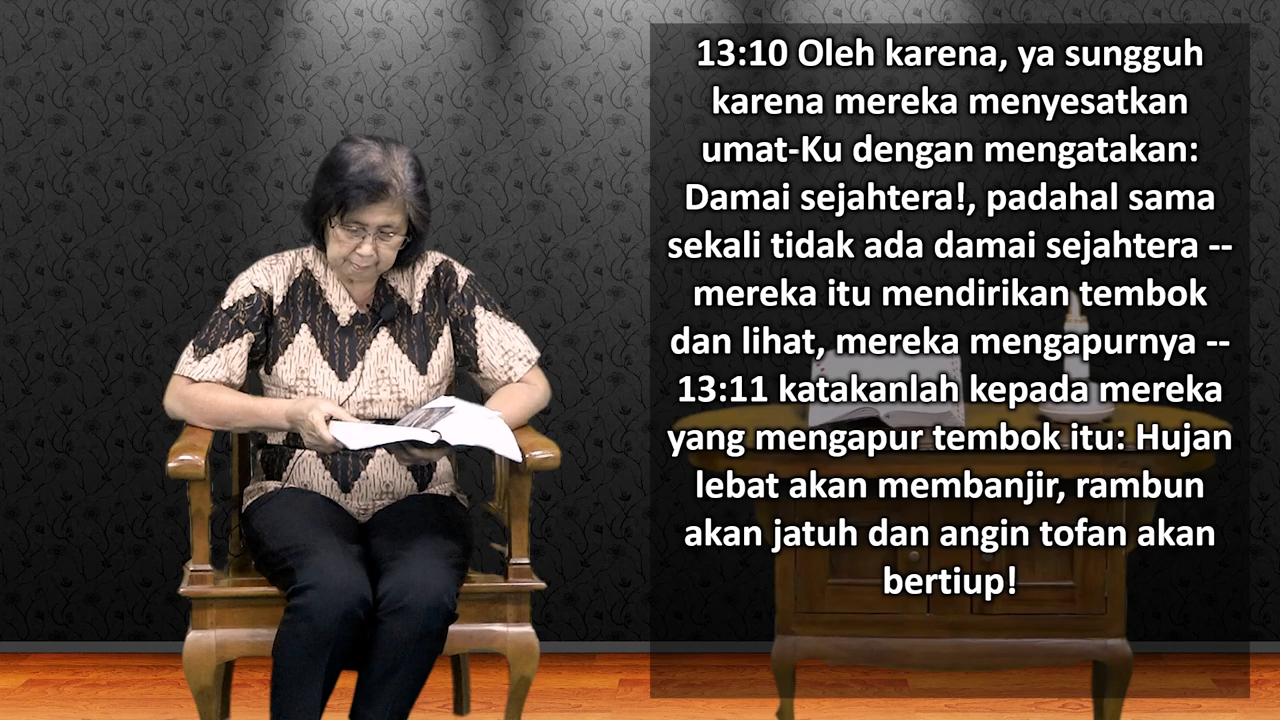 13:10 Oleh karena, ya sungguh
karena mereka menyesatkan
umat-Ku dengan mengatakan:
Damai sejahtera!, padahal sama
sekali tidak ada damai sejahtera --
mereka itu mendirikan tembok
dan lihat, mereka mengapurnya --
13:11 katakanlah kepada mereka
yang mengapur tembok itu: Hujan
lebat akan membanjir, rambun
akan jatuh dan angin tofan akan
bertiup!